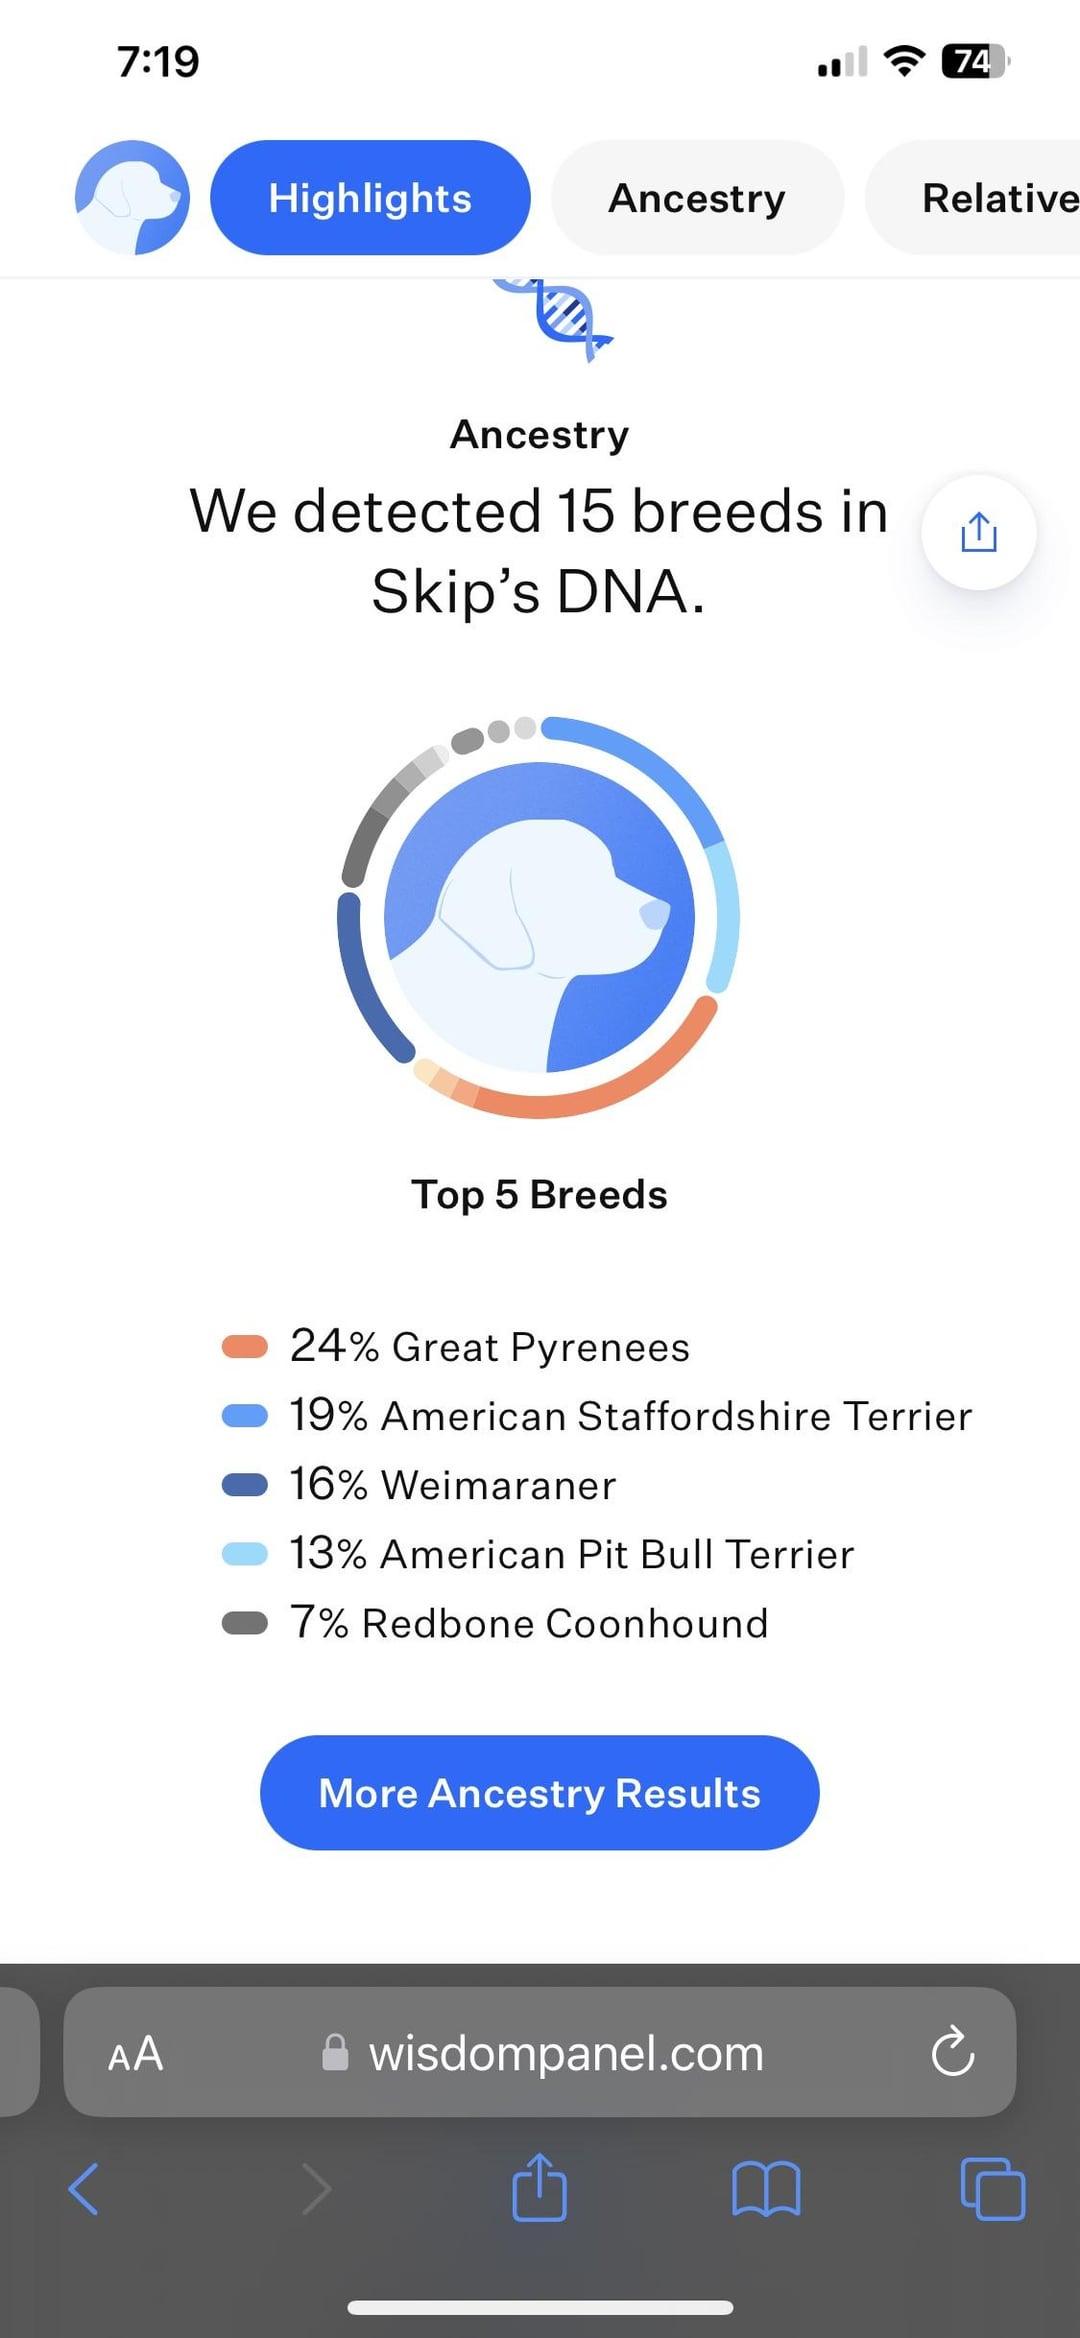 7:19
74
Highlights
Ancestry
Relative
Ancestry
We detected 15 breeds in
Skip’s DNA.
Top 5 Breeds
24% Great Pyrenees
19% American Staffordshire Terrier
16% Weimaraner
13% American Pit Bull Terrier
7% Redbone Coonhound
More Ancestry Results
AA
wisdompanel.com